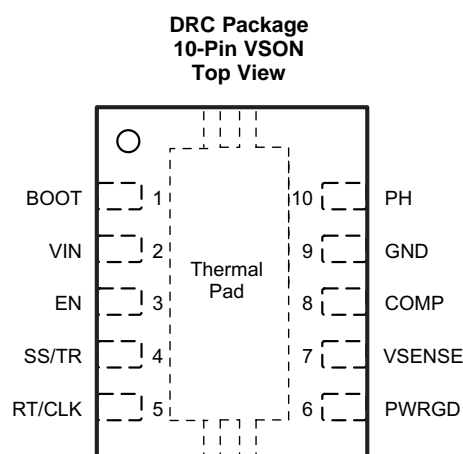 DRC Package
10-Pin VSON
Top View
BOOT 1 10 PH
VIN 2 9 GND
Thermal
Pad
EN 3 8 COMP
SS/TR 4 7 VSENSE
RT/CLK 5 6 PWRGD